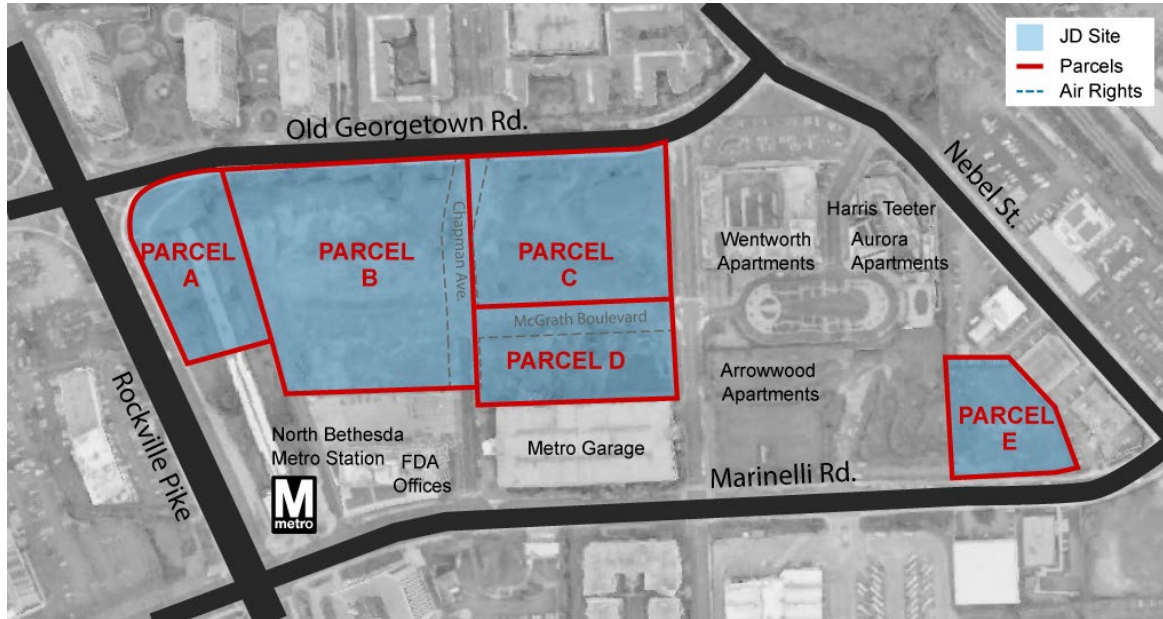 JD Site
Parcels
Air Rights
Old Georgetown Rd.
Nebel St.
Chapman Ave.
Harris Teeter
Wentworth
Apartments
Aurora
Apartments
PARCEL
A
PARCEL
B
PARCEL
C
McGrath Boulevard
PARCEL D
Arrowwood
Apartments
PARCEL
E
Rockville Pike
North Bethesda
Metro Station
FDA
Offices
Metro Garage
Marinelli Rd.
M
metro